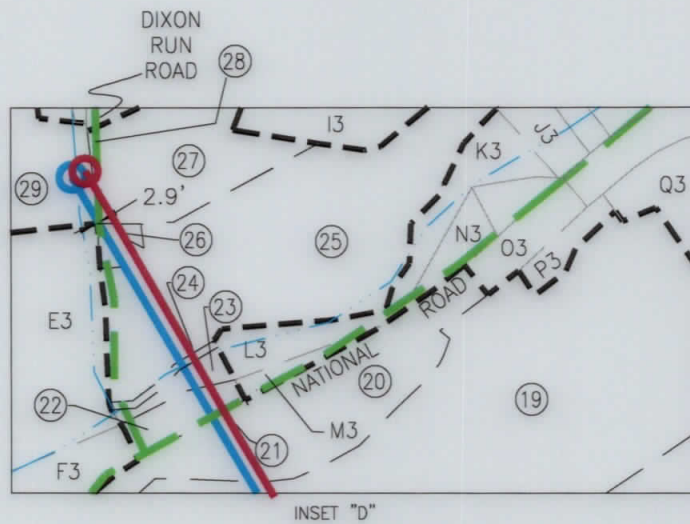 DIXON
RUN
ROAD
28
I3
J3
27
K3
Q3
29
2.9'
26
25
N3
O3
P3
24
E3
23
L3
NATIONAL ROAD
20
19
22
M3
21
F3
INSET "D"